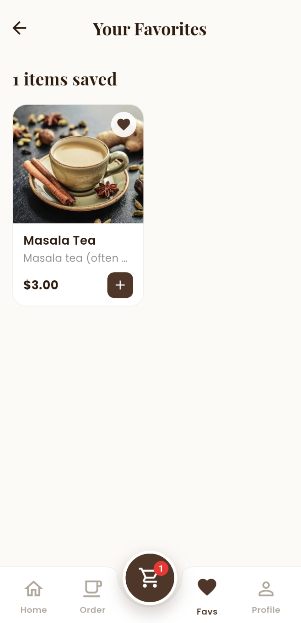 Your Favorites
1 items saved
Masala Tea
Masala tea (often ...
$3.00
1
Home
Order
Favs
Profile